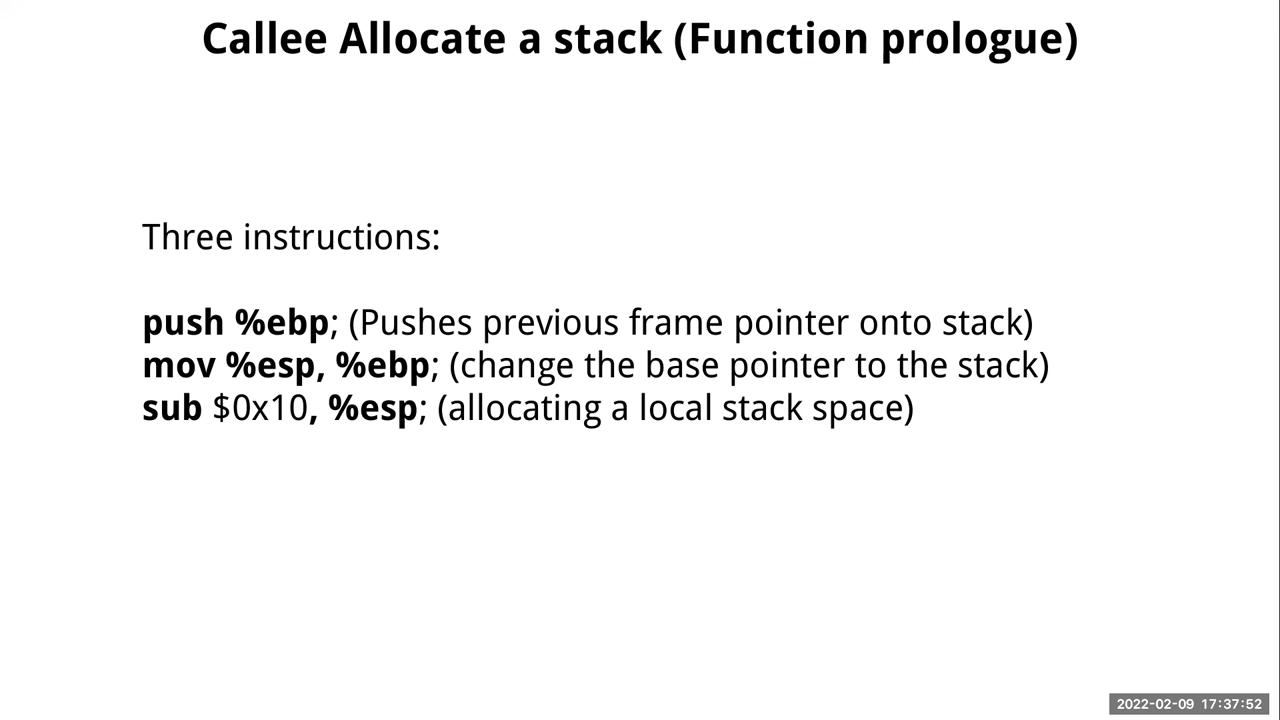 Callee Allocate a stack (Function prologue)
Three instructions:
push %ebp; (Pushes previous frame pointer onto stack)
mov %esp, %ebp; (change the base pointer to the stack)
sub $0x10, %esp; (allocating a local stack space)
2022-02-09 17:37:52